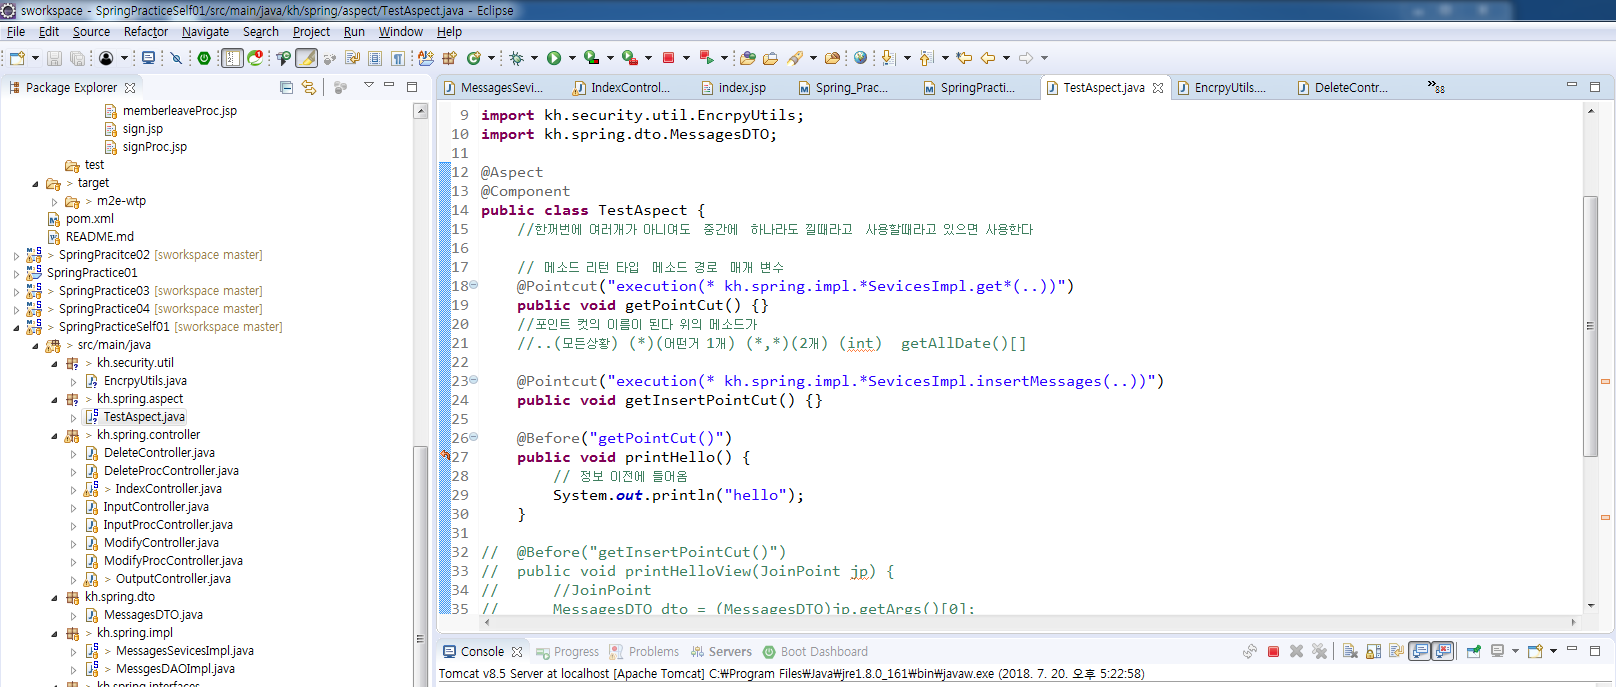 sworkspace - SpringPracticeSelf01/src/main/java/kh/spring/aspect/TestAspect.java - Eclipse
File Edit Source Refactor Navigate Search Project Run Window Help
Package Explorer
memberleaveProc.jsp
sign.jsp
signProc.jsp
test
> target
> m2e-wtp
pom.xml
README.md
> SpringPracitce02 [sworkspace master]
SpringPractice01
> SpringPractice03 [sworkspace master]
> SpringPractice04 [sworkspace master]
> SpringPracticeSelf01 [sworkspace master]
> src/main/java
> kh.security.util
EncrpyUtils.java
> kh.spring.aspect
TestAspect.java
> kh.spring.controller
DeleteController.java
DeleteProcController.java
> IndexController.java
InputController.java
InputProcController.java
ModifyController.java
ModifyProcController.java
> OutputController.java
kh.spring.dto
MessagesDTO.java
> kh.spring.impl
> MessagesSevicesImpl.java
> MessgesDAOImpl.java
kh.spring.interfaces
MessagesSevi... IndexControl... index.jsp Spring_Prac... SpringPracti... TestAspect.java EncrpyUtils.... DeleteContr... »88
9 import kh.security.util.EncrpyUtils;
10 import kh.spring.dto.MessagesDTO;
11
12 @Aspect
13 @Component
14 public class TestAspect {
15 //한꺼번에 여러개가 아니여도 중간에 하나라도 낄때라고 사용할때라고 있으면 사용한다
16
17 // 메소드 리턴 타입 메소드 경로 매개 변수
18 @Pointcut("execution(* kh.spring.impl.*SevicesImpl.get*(..))")
19 public void getPointCut() {}
20 //포인트 컷의 이름이 된다 위의 메소드가
21 //..(모든상황) (*)(어떤거 1개) (*,*)(2개) (int) getAllDate()[]
22
23 @Pointcut("execution(* kh.spring.impl.*SevicesImpl.insertMessages(..))")
24 public void getInsertPointCut() {}
25
26 @Before("getPointCut()")
27 public void printHello() {
28 // 정보 이전에 들어옴
29 System.out.println("hello");
30 }
31
32 // @Before("getInsertPointCut()")
33 // public void printHelloView(JoinPoint jp) {
34 // //JoinPoint
35 // MessagesDTO dto = (MessagesDTO)jp.getArgs()[0];
Console Progress Problems Servers Boot Dashboard
Tomcat v8.5 Server at localhost [Apache Tomcat] C:₩Program Files₩Java₩jre1.8.0_161₩bin₩javaw.exe (2018. 7. 20. 오후 5:22:58)